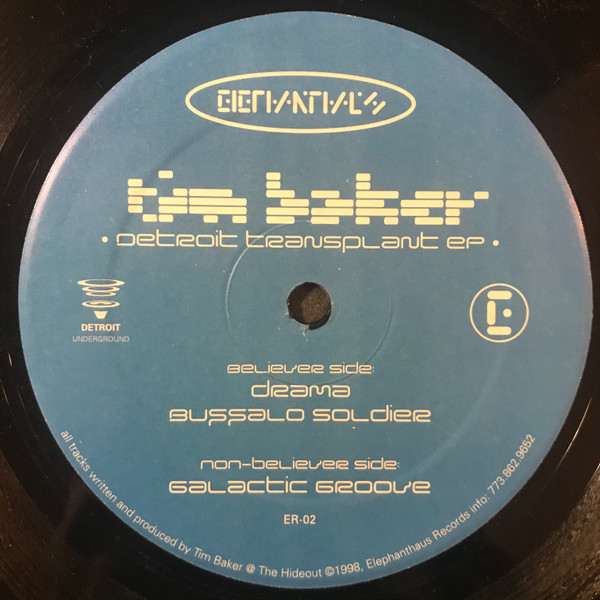 ELEPHANTHAUS
tim baker
• Detroit Transplant EP •
DETROIT
UNDERGROUND
E
Believer Side:
Drama
Buffalo Soldier
Non-Believer Side:
Galactic Groove
ER-02
all tracks written and produced by Tim Baker @ The Hideout ©1998, Elephanthaus Records info: 773.862.9652